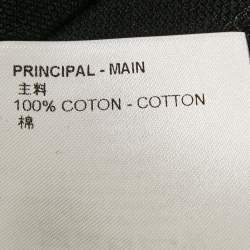 PRINCIPAL - MAIN
主料
100% COTON - COTTON
棉